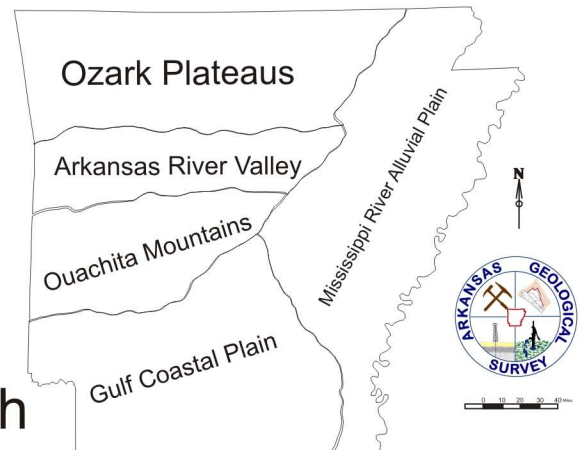 Ozark Plateaus
Arkansas River Valley
Ouachita Mountains
Gulf Coastal Plain
Mississippi River Alluvial Plain
N
ARKANSAS GEOLOGICAL SURVEY
0 10 20 30 40 Miles
h